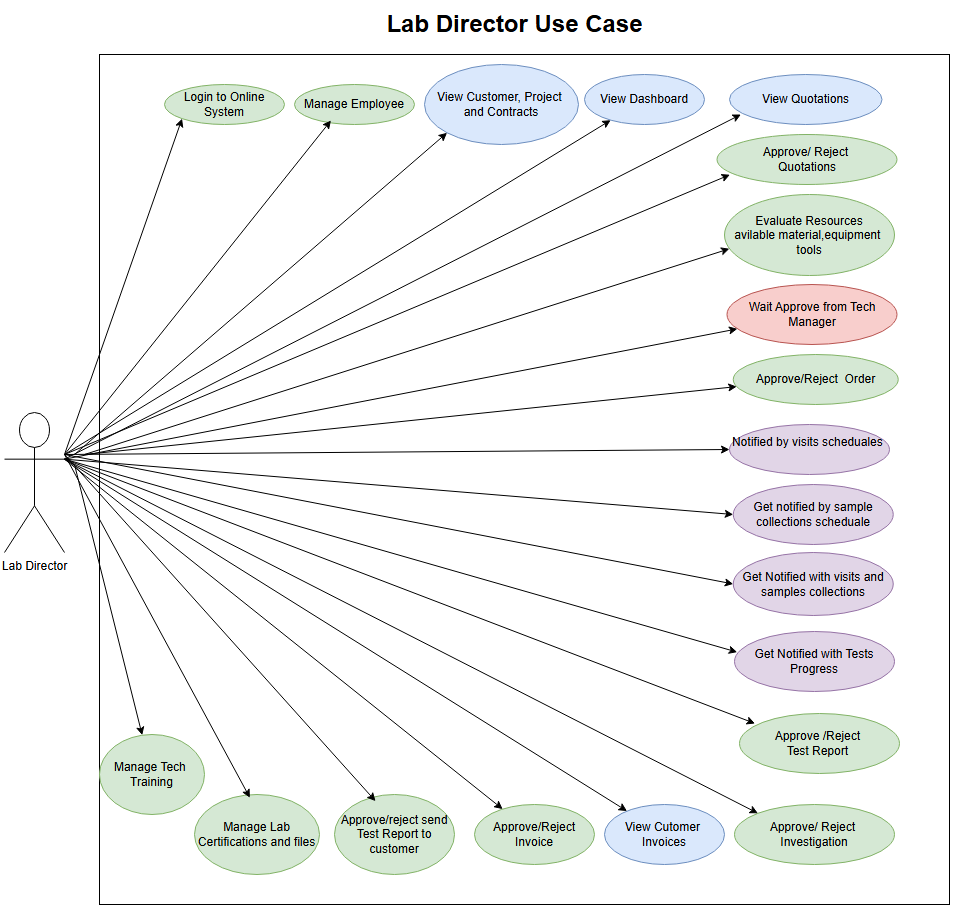 Lab Director Use Case
Login to Online
System
Manage Employee
View Customer, Project
and Contracts
View Dashboard
View Quotations
Approve/ Reject
Quotations
Evaluate Resources
avilable material,equipment
tools
Wait Approve from Tech
Manager
Approve/Reject  Order
Notified by visits scheduales
Get notified by sample
collections scheduale
Get Notified with visits and
samples collections
Get Notified with Tests
Progress
Approve /Reject
Test Report
Lab Director
Manage Tech
Training
Manage Lab
Certifications and files
Approve/reject send
Test Report to
customer
Approve/Reject
Invoice
View Cutomer
Invoices
Approve/ Reject
Investigation